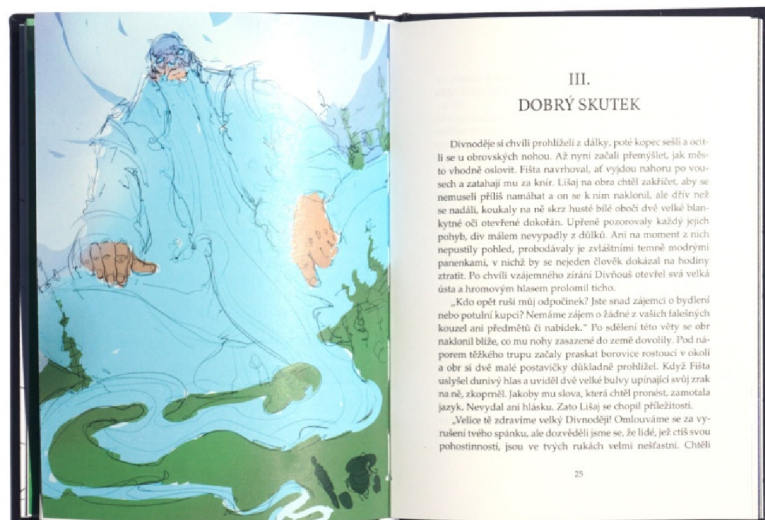 III.
DOBRÝ SKUTEK
Divnoděje si chvíli prohlíželi z dálky, poté kopec sešli a ocit-
li se u obrovských nohou. Až nyní začali přemýšlet, jak měs-
to vhodně oslovit. Fišta navrhoval, ať vyjdou nahoru po vou-
sech a zatahají mu za knír. Lišaj na obra chtěl zakřičet, aby se
nemuseli příliš namáhat a on se k nim naklonil, ale dřív než
se nadáli, koukaly na ně skrz husté bílé obočí dvě velké blan-
kytné oči otevřené dokořán. Upřeně pozorovaly každý jejich
pohyb, div málem nevypadly z důlků. Ani na moment z nich
nepustily pohled, probodávaly je zvláštními temně modrými
panenkami, v nichž by se nejeden člověk dokázal na hodiny
ztratit. Po chvíli vzájemného zírání Divňouš otevřel svá velká
ústa a hromovým hlasem prolomil ticho.
„Kdo opět ruší můj odpočinek? Jste snad zájemci o bydlení
nebo potulní kupci? Nemáme zájem o žádné z vašich falešných
kouzel ani předmětů či nabídek.“ Po sdělení této věty se obr
naklonil blíže, co mu nohy zasazené do země dovolily. Pod ná-
porem těžkého trupu začaly praskat borovice rostoucí v okolí
a obr si dvě malé postavičky důkladně prohlížel. Když Fišta
uslyšel dunivý hlas a uviděl dvě velké bulvy upínající svůj zrak
na ně, zkoprněl. Jakoby mu slova, která chtěl pronést, zamotala
jazyk. Nevydal ani hlásku. Zato Lišaj se chopil příležitosti.
„Velice tě zdravíme velký Divnoději! Omlouváme se za vy-
rušení tvého spánku, ale dozvěděli jsme se, že lidé, jež ctíš svou
pohostinností, jsou ve tvých rukách velmi nešťastní. Chtěli
25